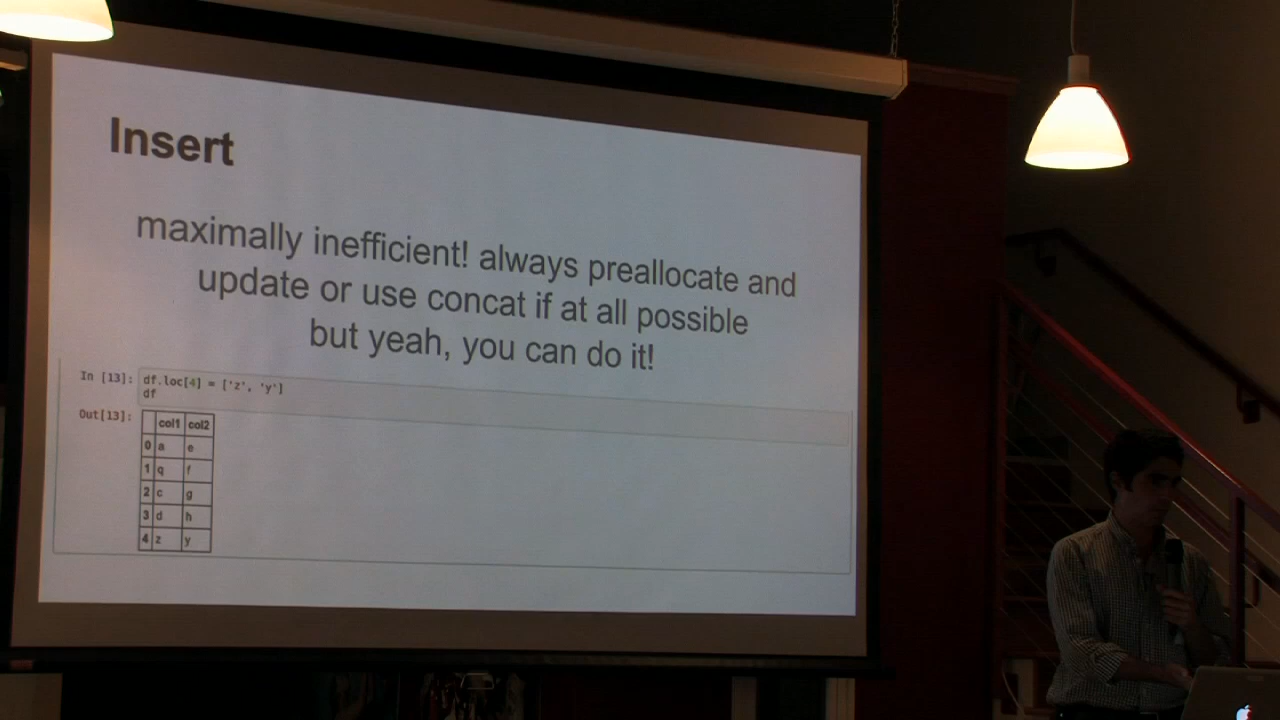 Insert
maximally inefficient! always preallocate and
update or use concat if at all possible
but yeah, you can do it!
In [13]: df.loc[4] = ['z', 'y']
df
Out[13]:
col1 col2
0 a e
1 q f
2 c g
3 d h
4 z y